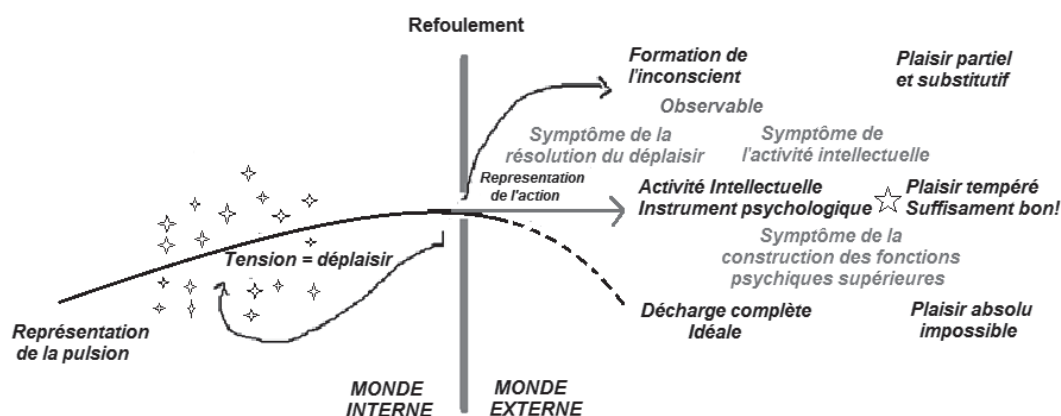 Refoulement
Formation de
l'inconscient
Plaisir partiel
et substitutif
Observable
Symptôme de la
résolution du déplaisir
Symptôme de
l'activité intellectuelle
Representation
de l'action
Activité Intellectuelle
Instrument psychologique
Plaisir tempéré
Suffisament bon!
Symptôme de la
construction des fonctions
psychiques supérieures
Tension = déplaisir
Représentation
de la pulsion
Décharge complète
Idéale
Plaisir absolu
impossible
MONDE
INTERNE
MONDE
EXTERNE